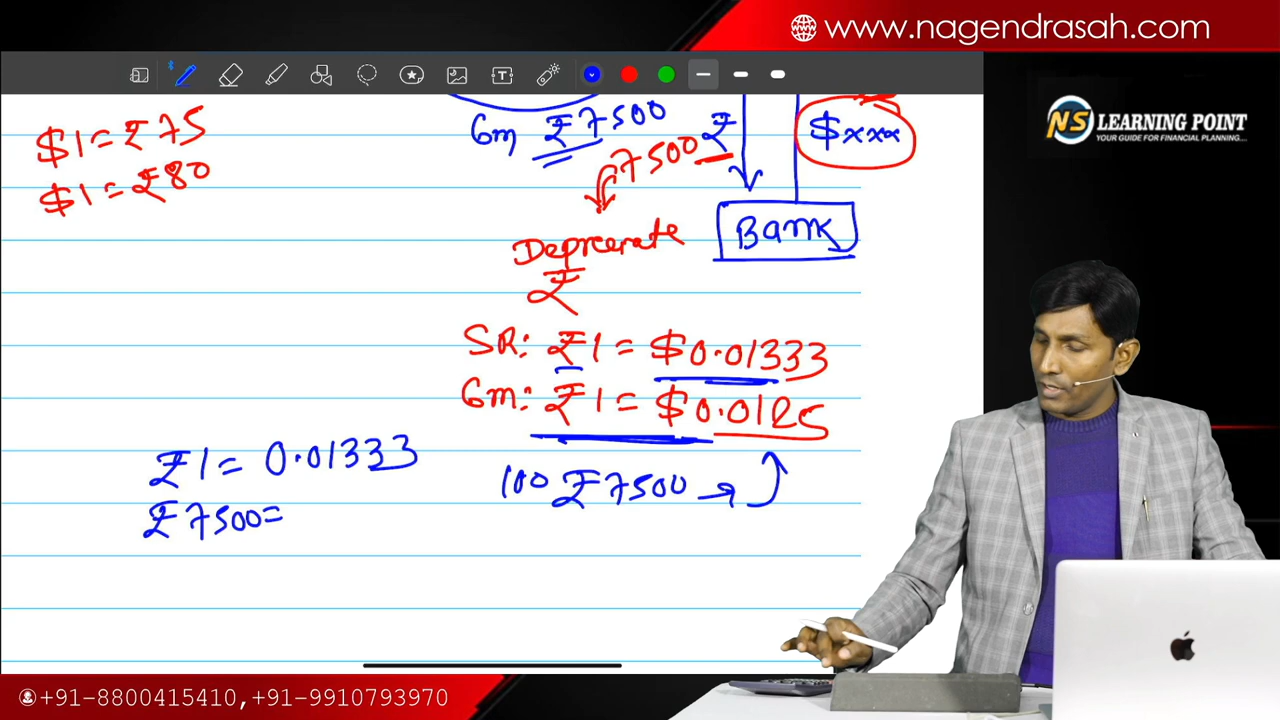 www.nagendrasah.com
NS LEARNING POINT
YOUR GUIDE FOR FINANCIAL PLANNING....
$1 = ₹75
$1 = ₹80
6m ₹7500
7500 ₹
$xxx
Bank
Depreerate
₹
SR: ₹1 = $0.01333
6m: ₹1 = $0.0125
₹1 = 0.01333
₹7500=
100 ₹7500 →
+91-8800415410,+91-9910793970